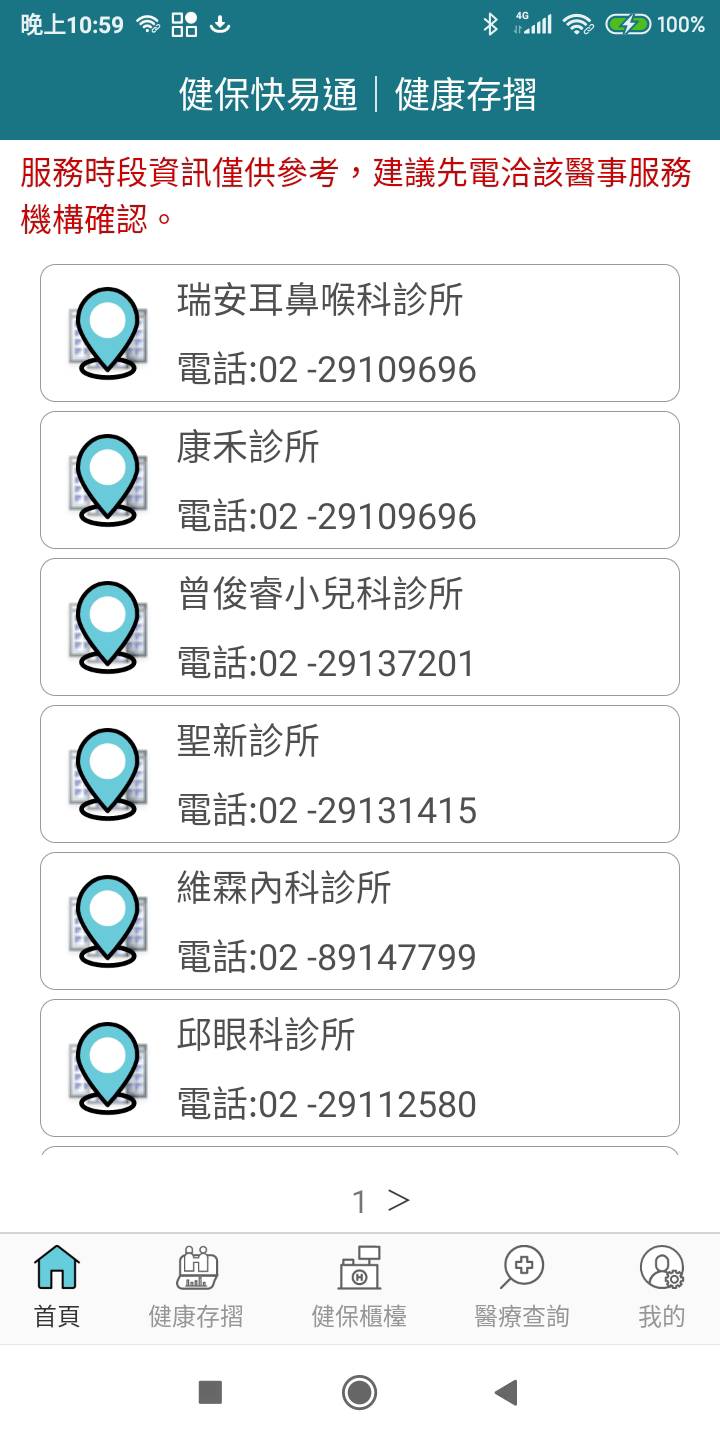 晚上10:59
4G
100%
健保快易通｜健康存摺
服務時段資訊僅供參考，建議先電洽該醫事服務
機構確認。
瑞安耳鼻喉科診所
電話:02 -29109696
康禾診所
電話:02 -29109696
曾俊睿小兒科診所
電話:02 -29137201
聖新診所
電話:02 -29131415
維霖內科診所
電話:02 -89147799
邱眼科診所
電話:02 -29112580
1 >
首頁 健康存摺 健保櫃檯 醫療查詢 我的